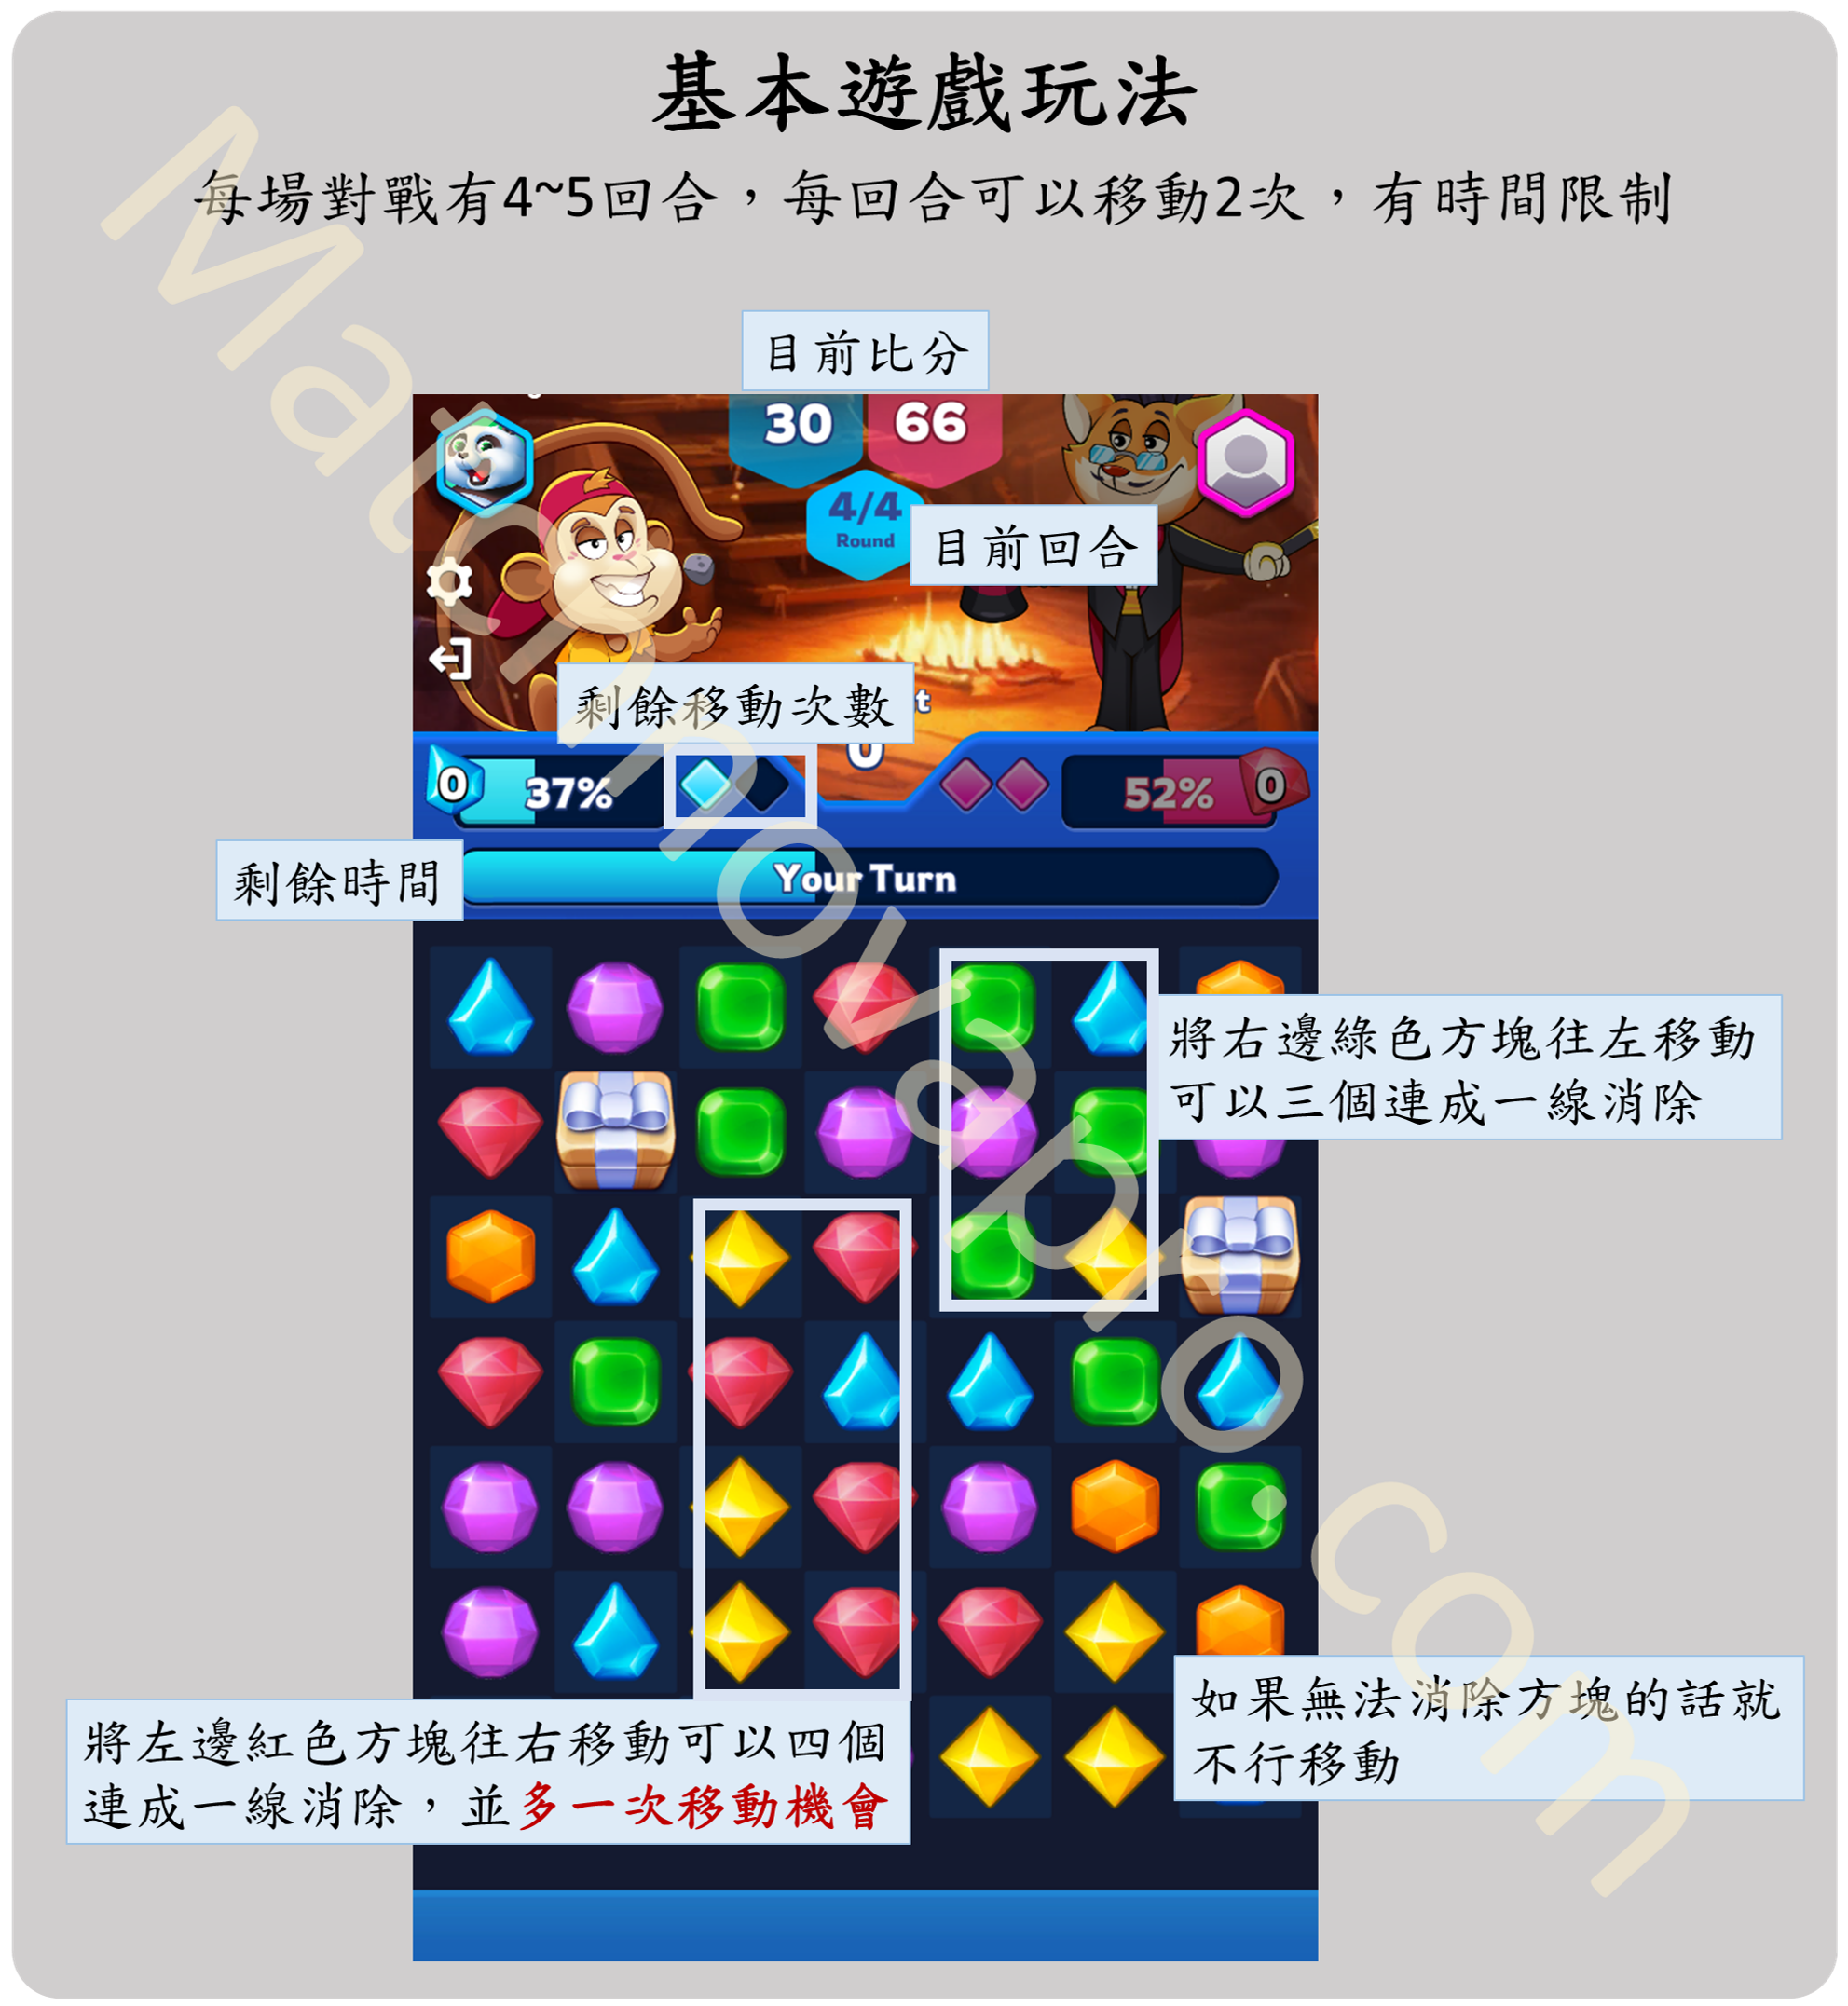 基本遊戲玩法
每場對戰有4~5回合，每回合可以移動2次，有時間限制
目前比分
30 66
4/4
Round
目前回合
剩餘移動次數
0
0 37% 52% 0
剩餘時間
Your Turn
將右邊綠色方塊往左移動
可以三個連成一線消除
如果無法消除方塊的話就
不行移動
將左邊紅色方塊往右移動可以四個
連成一線消除，並多一次移動機會
Matchnovapro.com